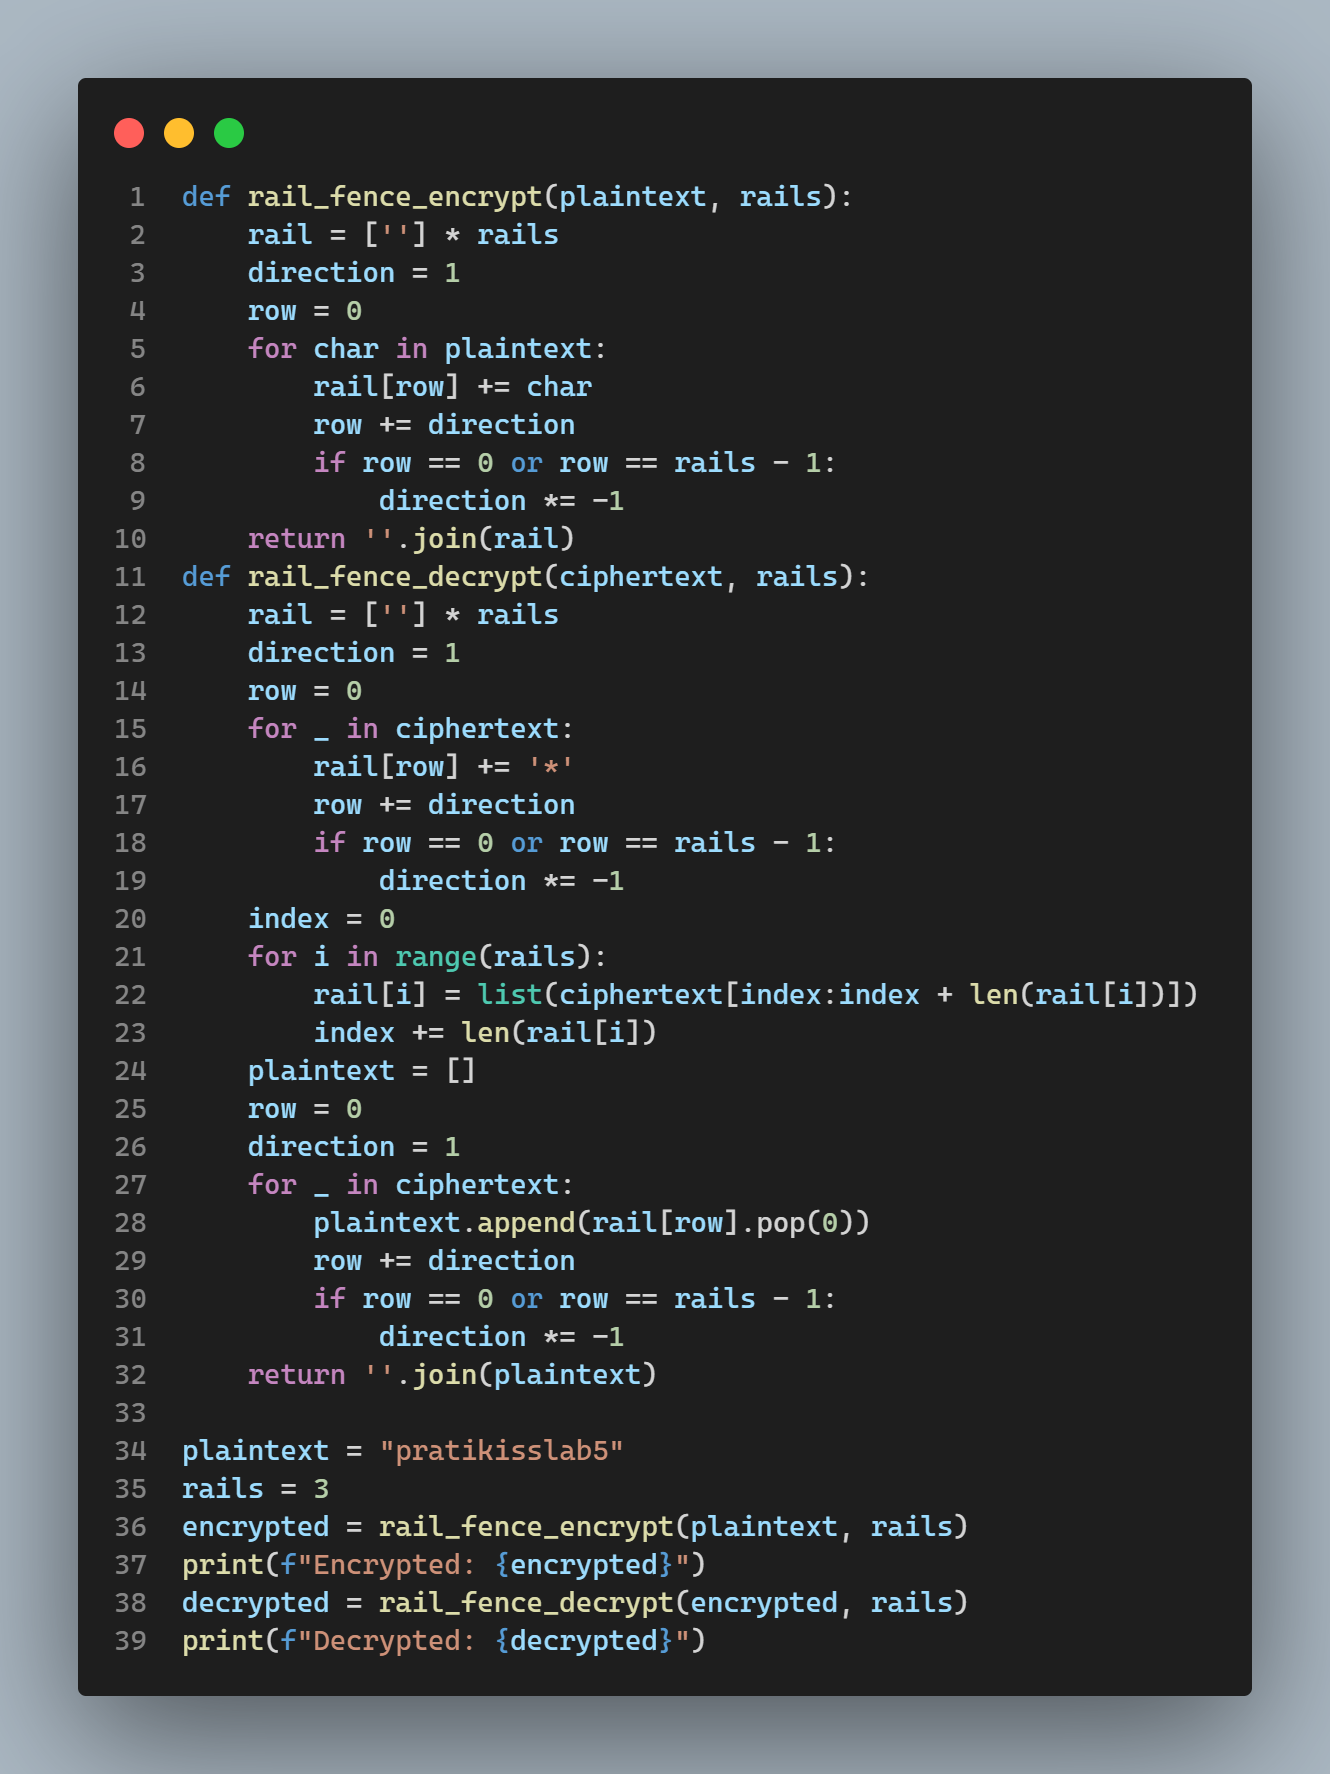 1 def rail_fence_encrypt(plaintext, rails):
2     rail = [''] * rails
3     direction = 1
4     row = 0
5     for char in plaintext:
6         rail[row] += char
7         row += direction
8         if row == 0 or row == rails - 1:
9             direction *= -1
10     return ''.join(rail)
11 def rail_fence_decrypt(ciphertext, rails):
12     rail = [''] * rails
13     direction = 1
14     row = 0
15     for _ in ciphertext:
16         rail[row] += '*'
17         row += direction
18         if row == 0 or row == rails - 1:
19             direction *= -1
20     index = 0
21     for i in range(rails):
22         rail[i] = list(ciphertext[index:index + len(rail[i])])
23         index += len(rail[i])
24     plaintext = []
25     row = 0
26     direction = 1
27     for _ in ciphertext:
28         plaintext.append(rail[row].pop(0))
29         row += direction
30         if row == 0 or row == rails - 1:
31             direction *= -1
32     return ''.join(plaintext)
33
34 plaintext = "pratikisslab5"
35 rails = 3
36 encrypted = rail_fence_encrypt(plaintext, rails)
37 print(f"Encrypted: {encrypted}")
38 decrypted = rail_fence_decrypt(encrypted, rails)
39 print(f"Decrypted: {decrypted}")